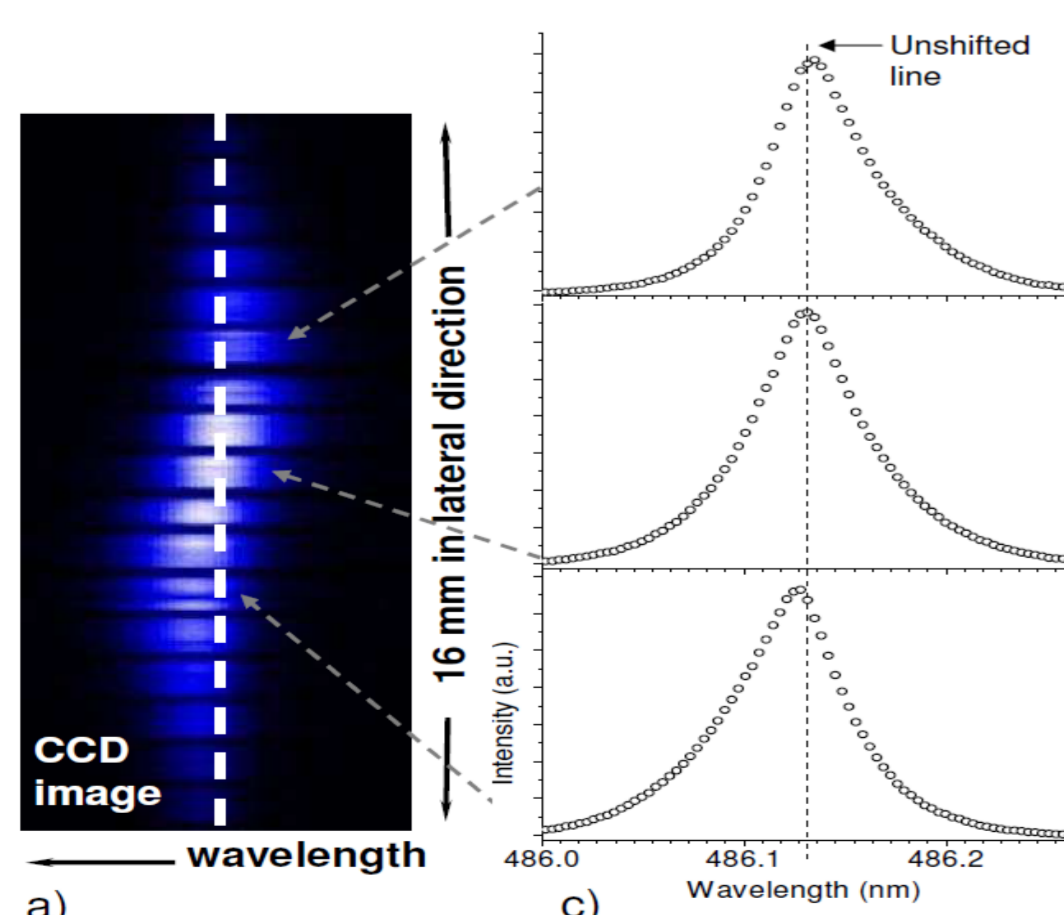 CCD
image
wavelength
a)
16 mm in lateral direction
Unshifted
line
Intensity (a.u.)
486.0 486.1 486.2
Wavelength (nm)
c)